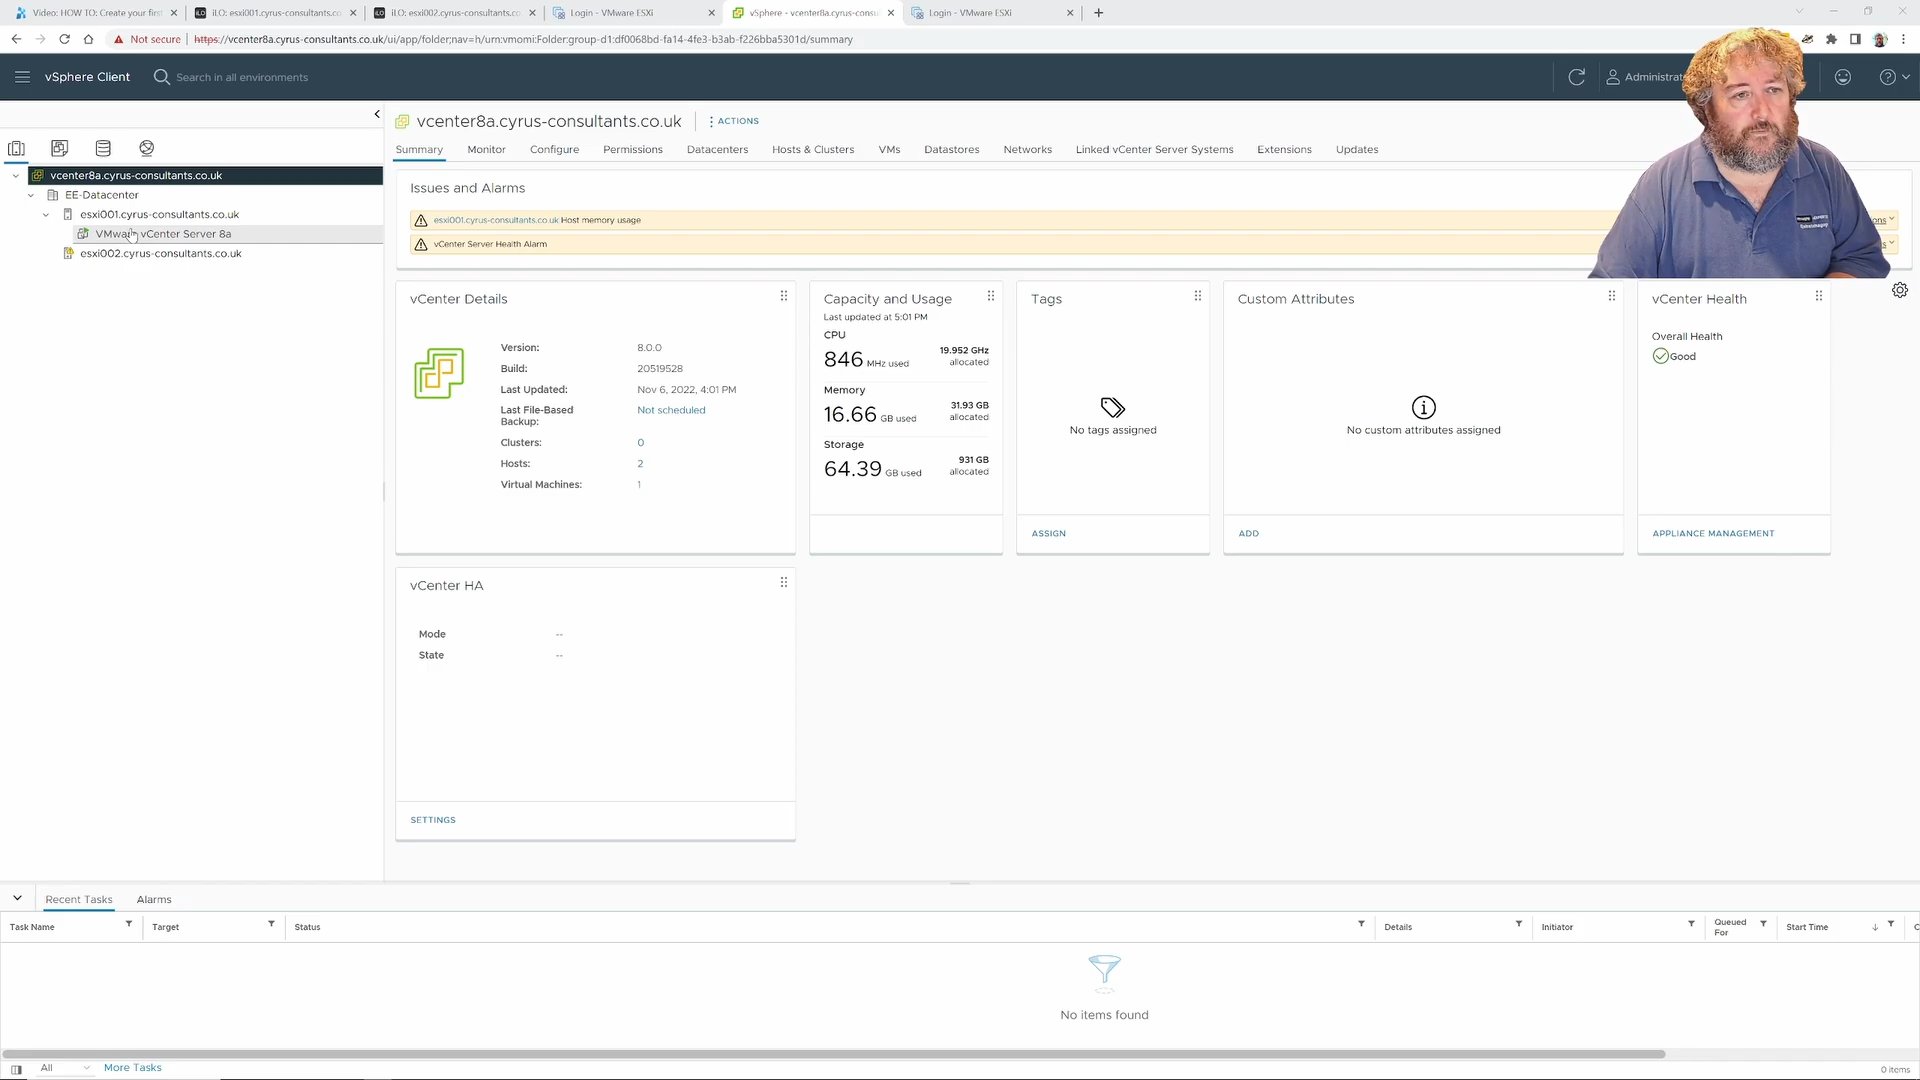 Video: HOW TO: Create your first
iLO: esxi001.cyrus-consultants.co.
iLO: esxi002.cyrus-consultants.co.
Login - VMware ESXi
vSphere - vcenter8a.cyrus-consu
Login - VMware ESXi
Not secure
https://vcenter8a.cyrus-consultants.co.uk/ui/app/folder;nav=h/urn:vmomi:Folder:group-d1:df0068bd-fa14-4fe3-b3ab-f226bba5301d/summary
vSphere Client
Search in all environments
Administrat
vcenter8a.cyrus-consultants.co.uk
ACTIONS
Summary Monitor Configure Permissions Datacenters Hosts & Clusters VMs Datastores Networks Linked vCenter Server Systems Extensions Updates
vcenter8a.cyrus-consultants.co.uk
EE-Datacenter
esxi001.cyrus-consultants.co.uk
VMware vCenter Server 8a
esxi002.cyrus-consultants.co.uk
Issues and Alarms
esxi001.cyrus-consultants.co.uk Host memory usage
vCenter Server Health Alarm
vCenter Details
Version: 8.0.0
Build: 20519528
Last Updated: Nov 6, 2022, 4:01 PM
Last File-Based Backup: Not scheduled
Clusters: 0
Hosts: 2
Virtual Machines: 1
Capacity and Usage
Last updated at 5:01 PM
CPU
846 MHz used
19.952 GHz allocated
Memory
16.66 GB used
31.93 GB allocated
Storage
64.39 GB used
931 GB allocated
Tags
No tags assigned
ASSIGN
Custom Attributes
No custom attributes assigned
ADD
vCenter Health
Overall Health
Good
APPLIANCE MANAGEMENT
vCenter HA
Mode --
State --
SETTINGS
Recent Tasks Alarms
Task Name Target Status Details Initiator Queued For Start Time C
No items found
All More Tasks
0 items